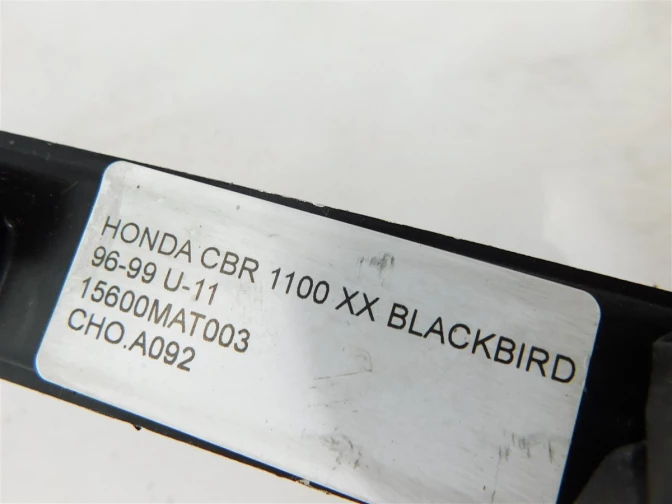 HONDA CBR 1100 XX BLACKBIRD
96-99 U-11
15600MAT003
CHO.A092